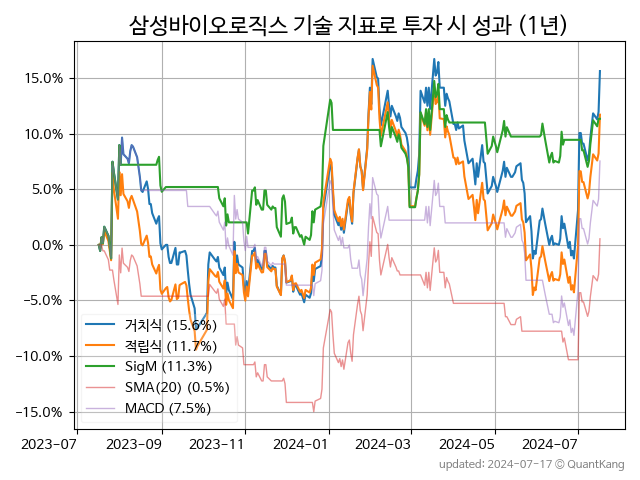 삼성바이오로직스 기술 지표로 투자 시 성과 (1년)
15.0%
10.0%
5.0%
0.0%
−5.0%
−10.0%
−15.0%
거치식 (15.6%)
적립식 (11.7%)
SigM (11.3%)
SMA(20) (0.5%)
MACD (7.5%)
2023-07 2023-09 2023-11 2024-01 2024-03 2024-05 2024-07
updated: 2024-07-17 © QuantKang